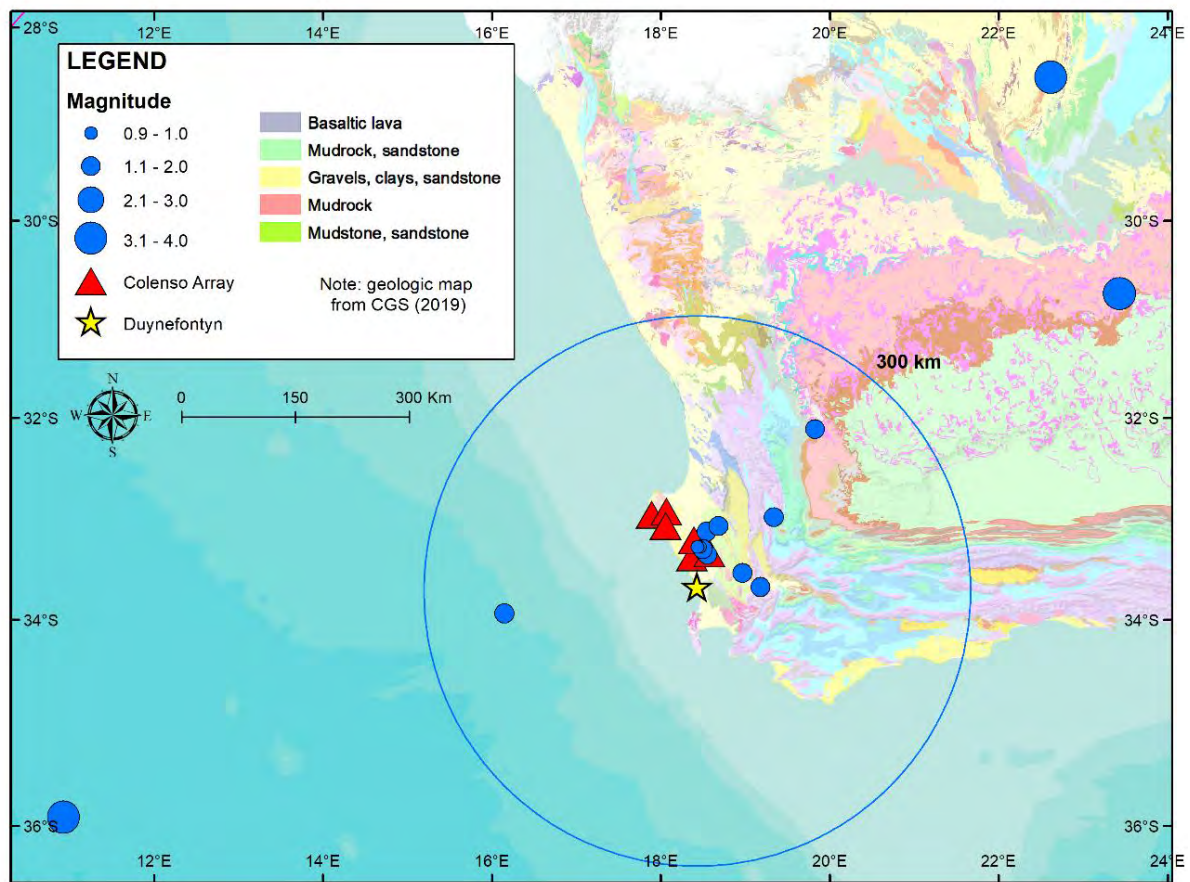 28°S
12°E
14°E
16°E
18°E
20°E
22°E
24°E
28°S
LEGEND
Magnitude
0.9 - 1.0
1.1 - 2.0
2.1 - 3.0
3.1 - 4.0
Colenso Array
Duynefontyn
Basaltic lava
Mudrock, sandstone
Gravels, clays, sandstone
Mudrock
Mudstone, sandstone
Note: geologic map
from CGS (2019)
30°S
30°S
300 km
N
W
E
S
0
150
300 Km
32°S
32°S
34°S
34°S
36°S
36°S
12°E
14°E
16°E
18°E
20°E
22°E
24°E